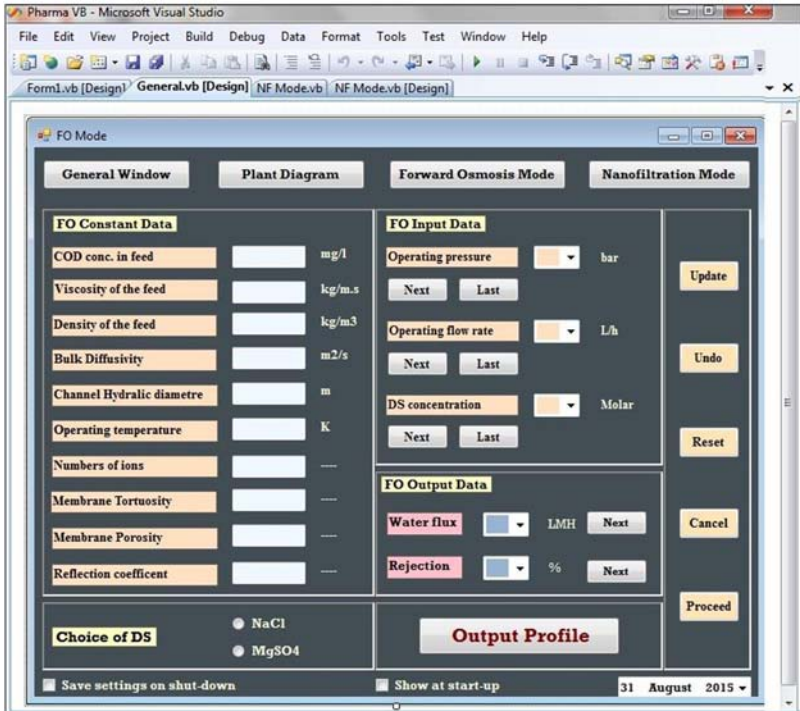 Pharma VB - Microsoft Visual Studio
File Edit View Project Build Debug Data Format Tools Test Window Help
Form1.vb [Design] General.vb [Design] NF Mode.vb NF Mode.vb [Design]
FO Mode
General Window Plant Diagram Forward Osmosis Mode Nanofiltration Mode
FO Constant Data
COD conc. in feed mg/l
Viscosity of the feed kg/m.s
Density of the feed kg/m3
Bulk Diffusivity m2/s
Channel Hydralic diametre m
Operating temperature K
Numbers of ions ----
Membrane Tortuosity ----
Membrane Porosity ----
Reflection coefficent ----
Choice of DS
NaCl
MgSO4
FO Input Data
Operating pressure bar
Next Last
Operating flow rate L/h
Next Last
DS concentration Molar
Next Last
FO Output Data
Water flux LMH Next
Rejection % Next
Output Profile
Update
Undo
Reset
Cancel
Proceed
Save settings on shut-down Show at start-up 31 August 2015